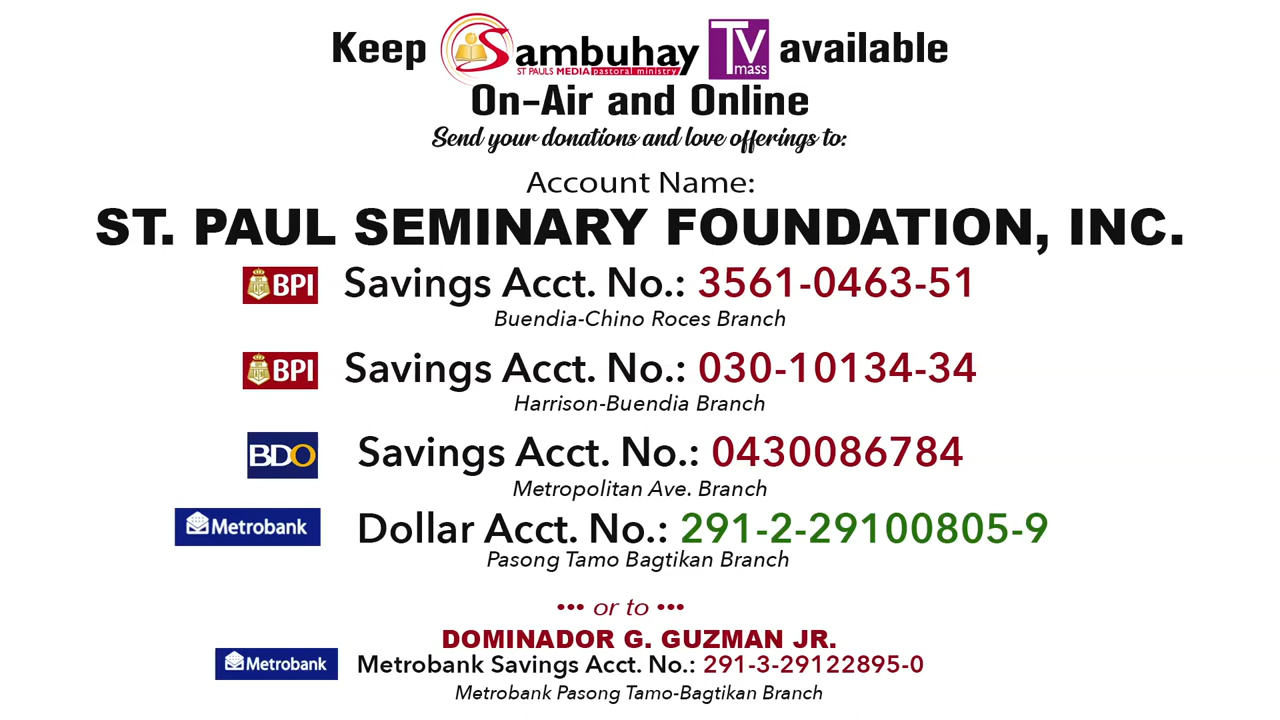 Keep Sambuhay TV mass available
ST PAULS MEDIA pastoral ministry
On-Air and Online
Send your donations and love offerings to:
Account Name:
ST. PAUL SEMINARY FOUNDATION, INC.
BPI Savings Acct. No.: 3561-0463-51
Buendia-Chino Roces Branch
BPI Savings Acct. No.: 030-10134-34
Harrison-Buendia Branch
BDO Savings Acct. No.: 0430086784
Metropolitan Ave. Branch
Metrobank Dollar Acct. No.: 291-2-29100805-9
Pasong Tamo Bagtikan Branch
••• or to •••
DOMINADOR G. GUZMAN JR.
Metrobank Metrobank Savings Acct. No.: 291-3-29122895-0
Metrobank Pasong Tamo-Bagtikan Branch